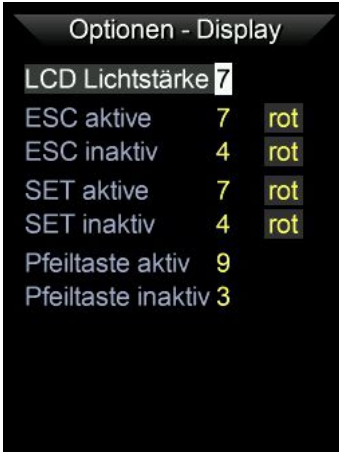 Optionen - Display
LCD Lichtstärke 7
ESC aktive 7 rot
ESC inaktiv 4 rot
SET aktive 7 rot
SET inaktiv 4 rot
Pfeiltaste aktiv 9
Pfeiltaste inaktiv 3